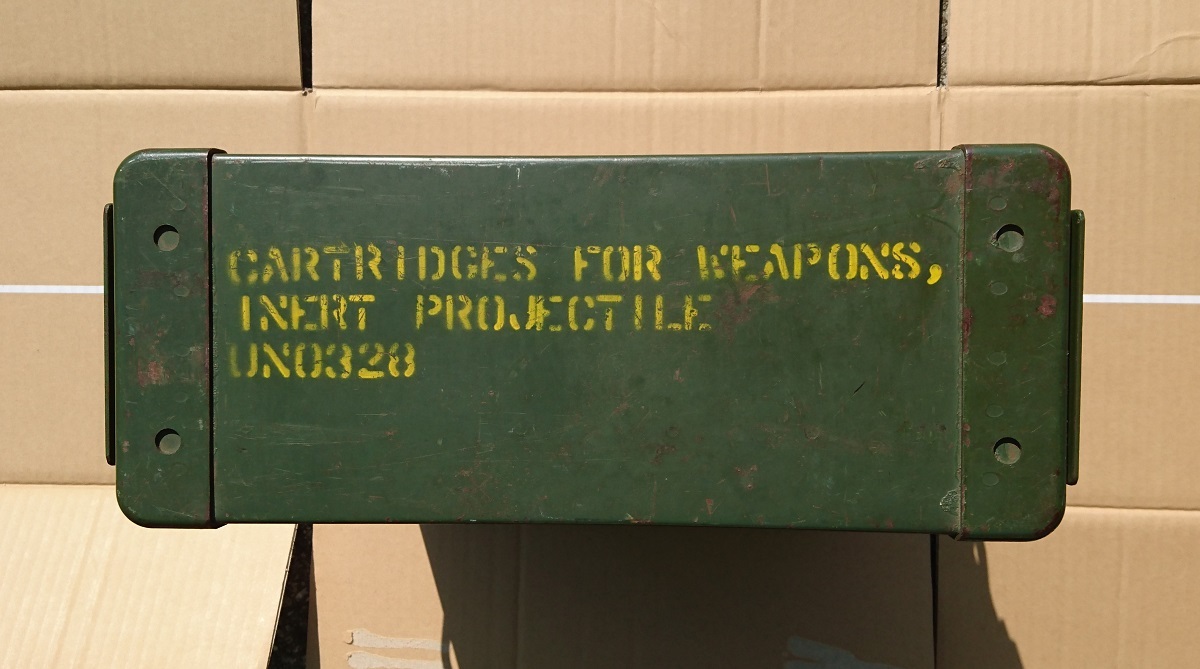 CARTRIDGES FOR WEAPONS,
INERT PROJECTILE
UN0328